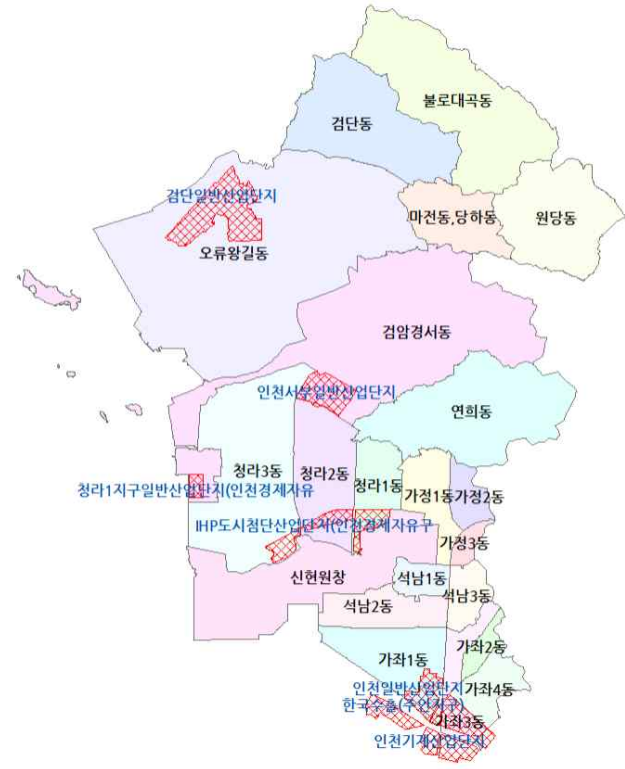 불로대곡동
검단동
검단일반산업단지
마전동,당하동
원당동
오류왕길동
검암경서동
인천서부일반산업단지
연희동
청라3동
청라2동
청라1동
가정1동
가정2동
청라1지구일반산업단지(인천경제자유
IHP도시첨단산업단지(인천경제자유구
가정3동
신현원창
석남1동
석남3동
석남2동
가좌2동
가좌1동
인천일반산업단지
가좌4동
한국수출(주안지구)
가좌3동
인천기계산업단지